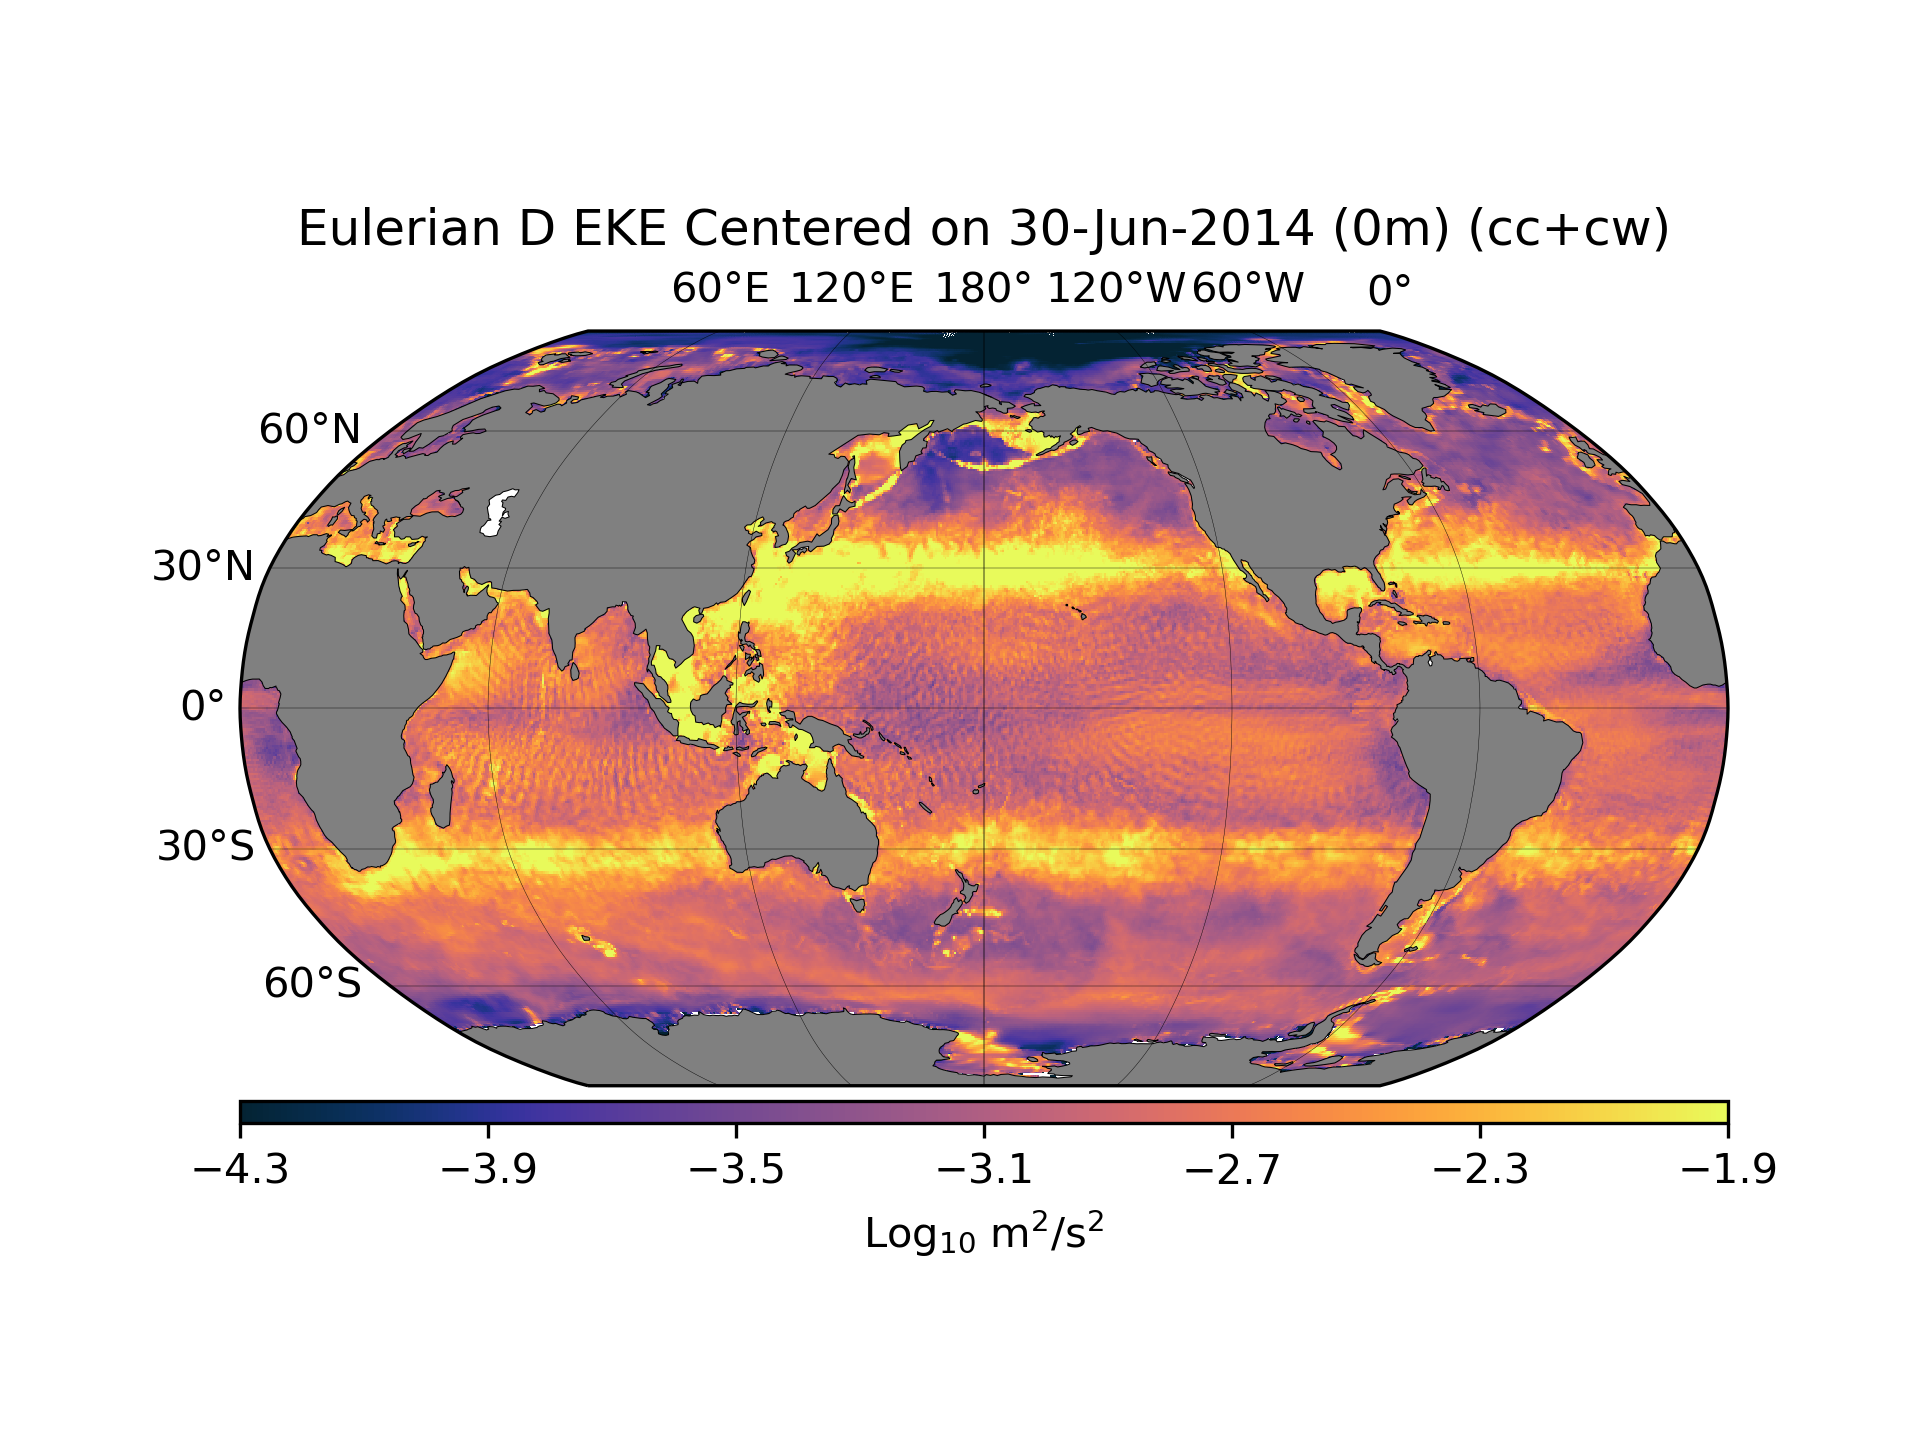 Eulerian D EKE Centered on 30-Jun-2014 (0m) (cc+cw)
60°E 120°E 180° 120°W 60°W 0°
60°N
30°N
0°
30°S
60°S
−4.3 −3.9 −3.5 −3.1 −2.7 −2.3 −1.9
Log₁₀ m²/s²